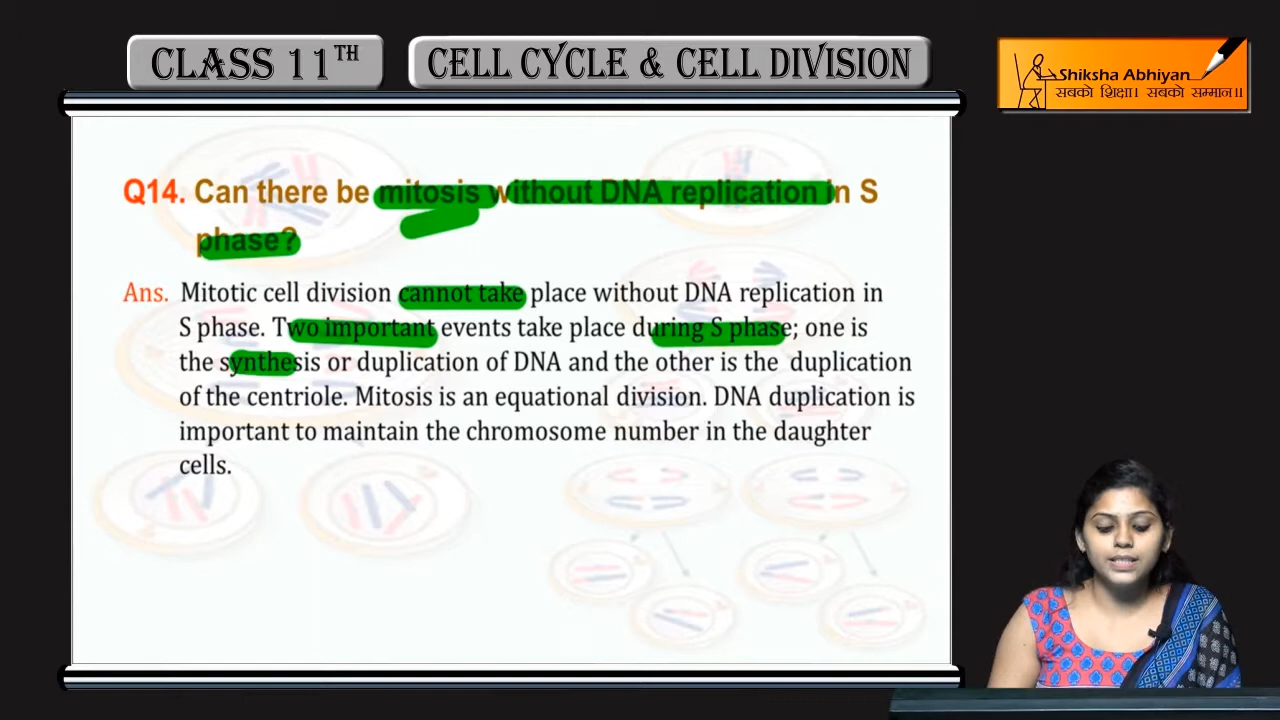 CLASS 11TH
CELL CYCLE & CELL DIVISION
Shiksha Abhiyan
सबको शिक्षा। सबको सम्मान॥
Q14. Can there be mitosis without DNA replication in S
phase?
Ans. Mitotic cell division cannot take place without DNA replication in
S phase. Two important events take place during S phase; one is
the synthesis or duplication of DNA and the other is the duplication
of the centriole. Mitosis is an equational division. DNA duplication is
important to maintain the chromosome number in the daughter
cells.